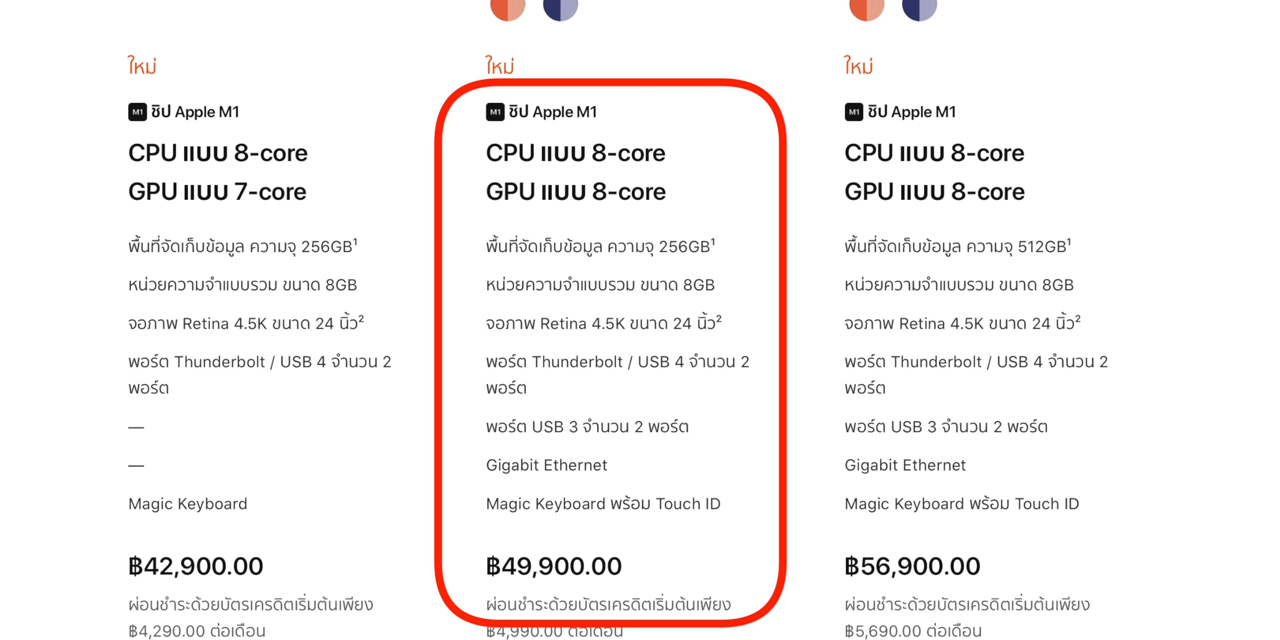 ใหม่
M1 ชิป Apple M1
CPU แบบ 8-core
GPU แบบ 7-core
พื้นที่จัดเก็บข้อมูล ความจุ 256GB¹
หน่วยความจำแบบรวม ขนาด 8GB
จอภาพ Retina 4.5K ขนาด 24 นิ้ว²
พอร์ต Thunderbolt / USB 4 จำนวน 2
พอร์ต
—
—
Magic Keyboard
฿42,900.00
ผ่อนชำระด้วยบัตรเครดิตเริ่มต้นเพียง
฿4,290.00 ต่อเดือน
ใหม่
M1 ชิป Apple M1
CPU แบบ 8-core
GPU แบบ 8-core
พื้นที่จัดเก็บข้อมูล ความจุ 256GB¹
หน่วยความจำแบบรวม ขนาด 8GB
จอภาพ Retina 4.5K ขนาด 24 นิ้ว²
พอร์ต Thunderbolt / USB 4 จำนวน 2
พอร์ต
พอร์ต USB 3 จำนวน 2 พอร์ต
Gigabit Ethernet
Magic Keyboard พร้อม Touch ID
฿49,900.00
ผ่อนชำระด้วยบัตรเครดิตเริ่มต้นเพียง
฿4,990.00 ต่อเดือน
ใหม่
M1 ชิป Apple M1
CPU แบบ 8-core
GPU แบบ 8-core
พื้นที่จัดเก็บข้อมูล ความจุ 512GB¹
หน่วยความจำแบบรวม ขนาด 8GB
จอภาพ Retina 4.5K ขนาด 24 นิ้ว²
พอร์ต Thunderbolt / USB 4 จำนวน 2
พอร์ต
พอร์ต USB 3 จำนวน 2 พอร์ต
Gigabit Ethernet
Magic Keyboard พร้อม Touch ID
฿56,900.00
ผ่อนชำระด้วยบัตรเครดิตเริ่มต้นเพียง
฿5,690.00 ต่อเดือน